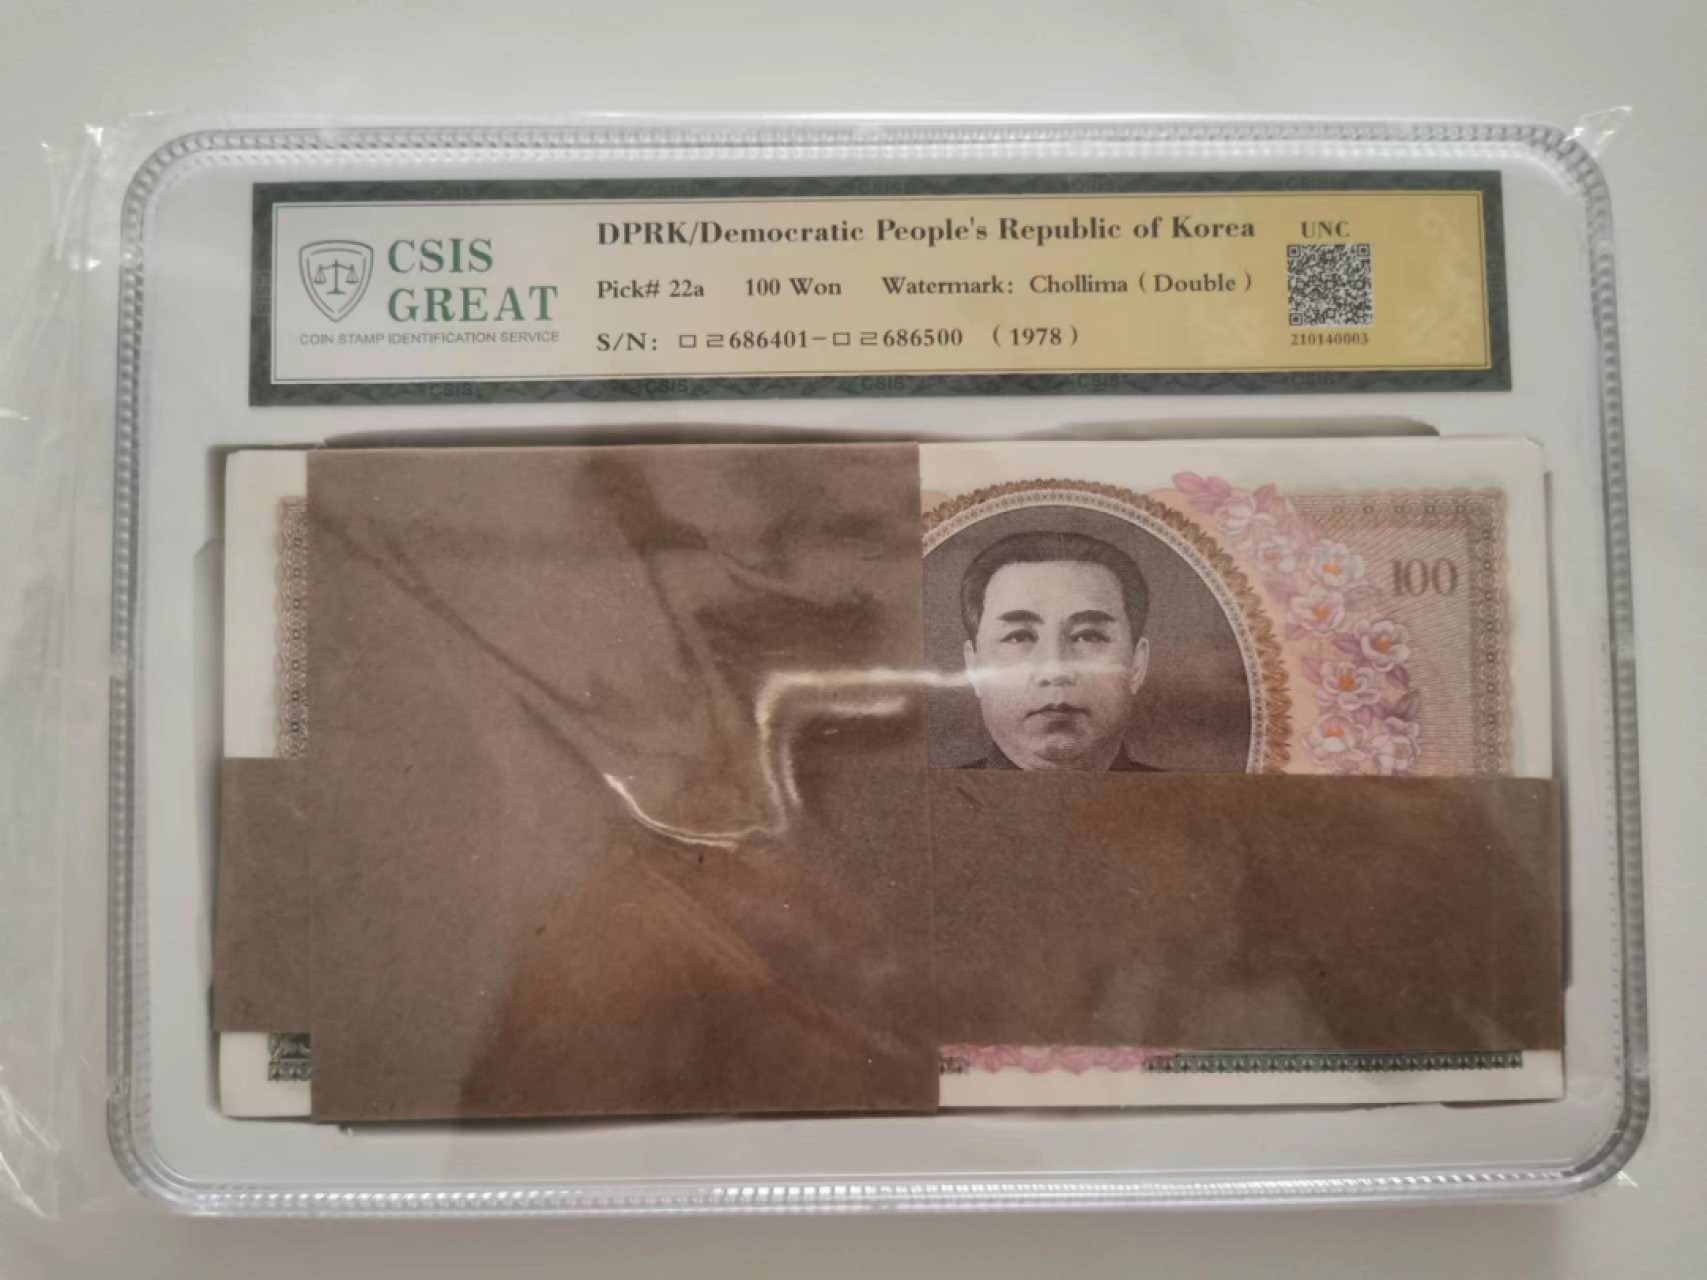 CSIS
GREAT
COIN STAMP IDENTIFICATION SERVICE
DPRK/Democratic People's Republic of Korea
Pick# 22a 100 Won Watermark: Chollima ( Double )
S/N: ㅁㄹ686401-ㅁㄹ686500 ( 1978 )
UNC
210140003
100